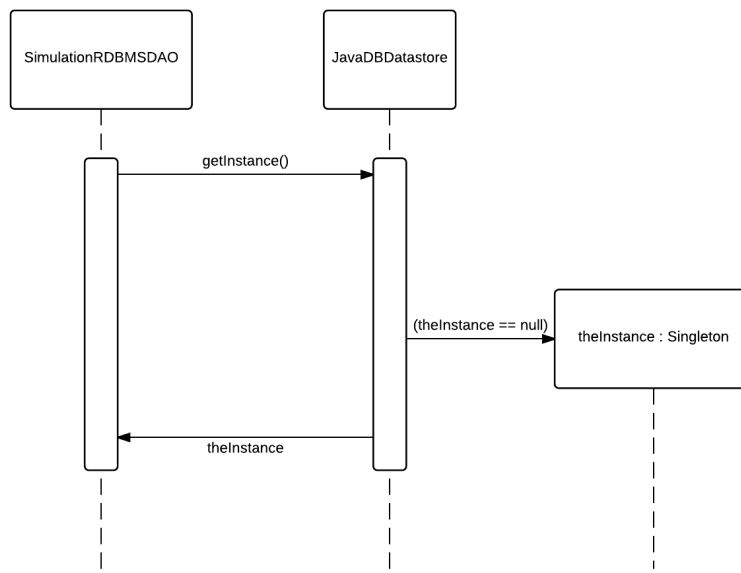 SimulationRDBMSDAO
JavaDBDatastore
getInstance()
(theInstance == null)
theInstance : Singleton
theInstance